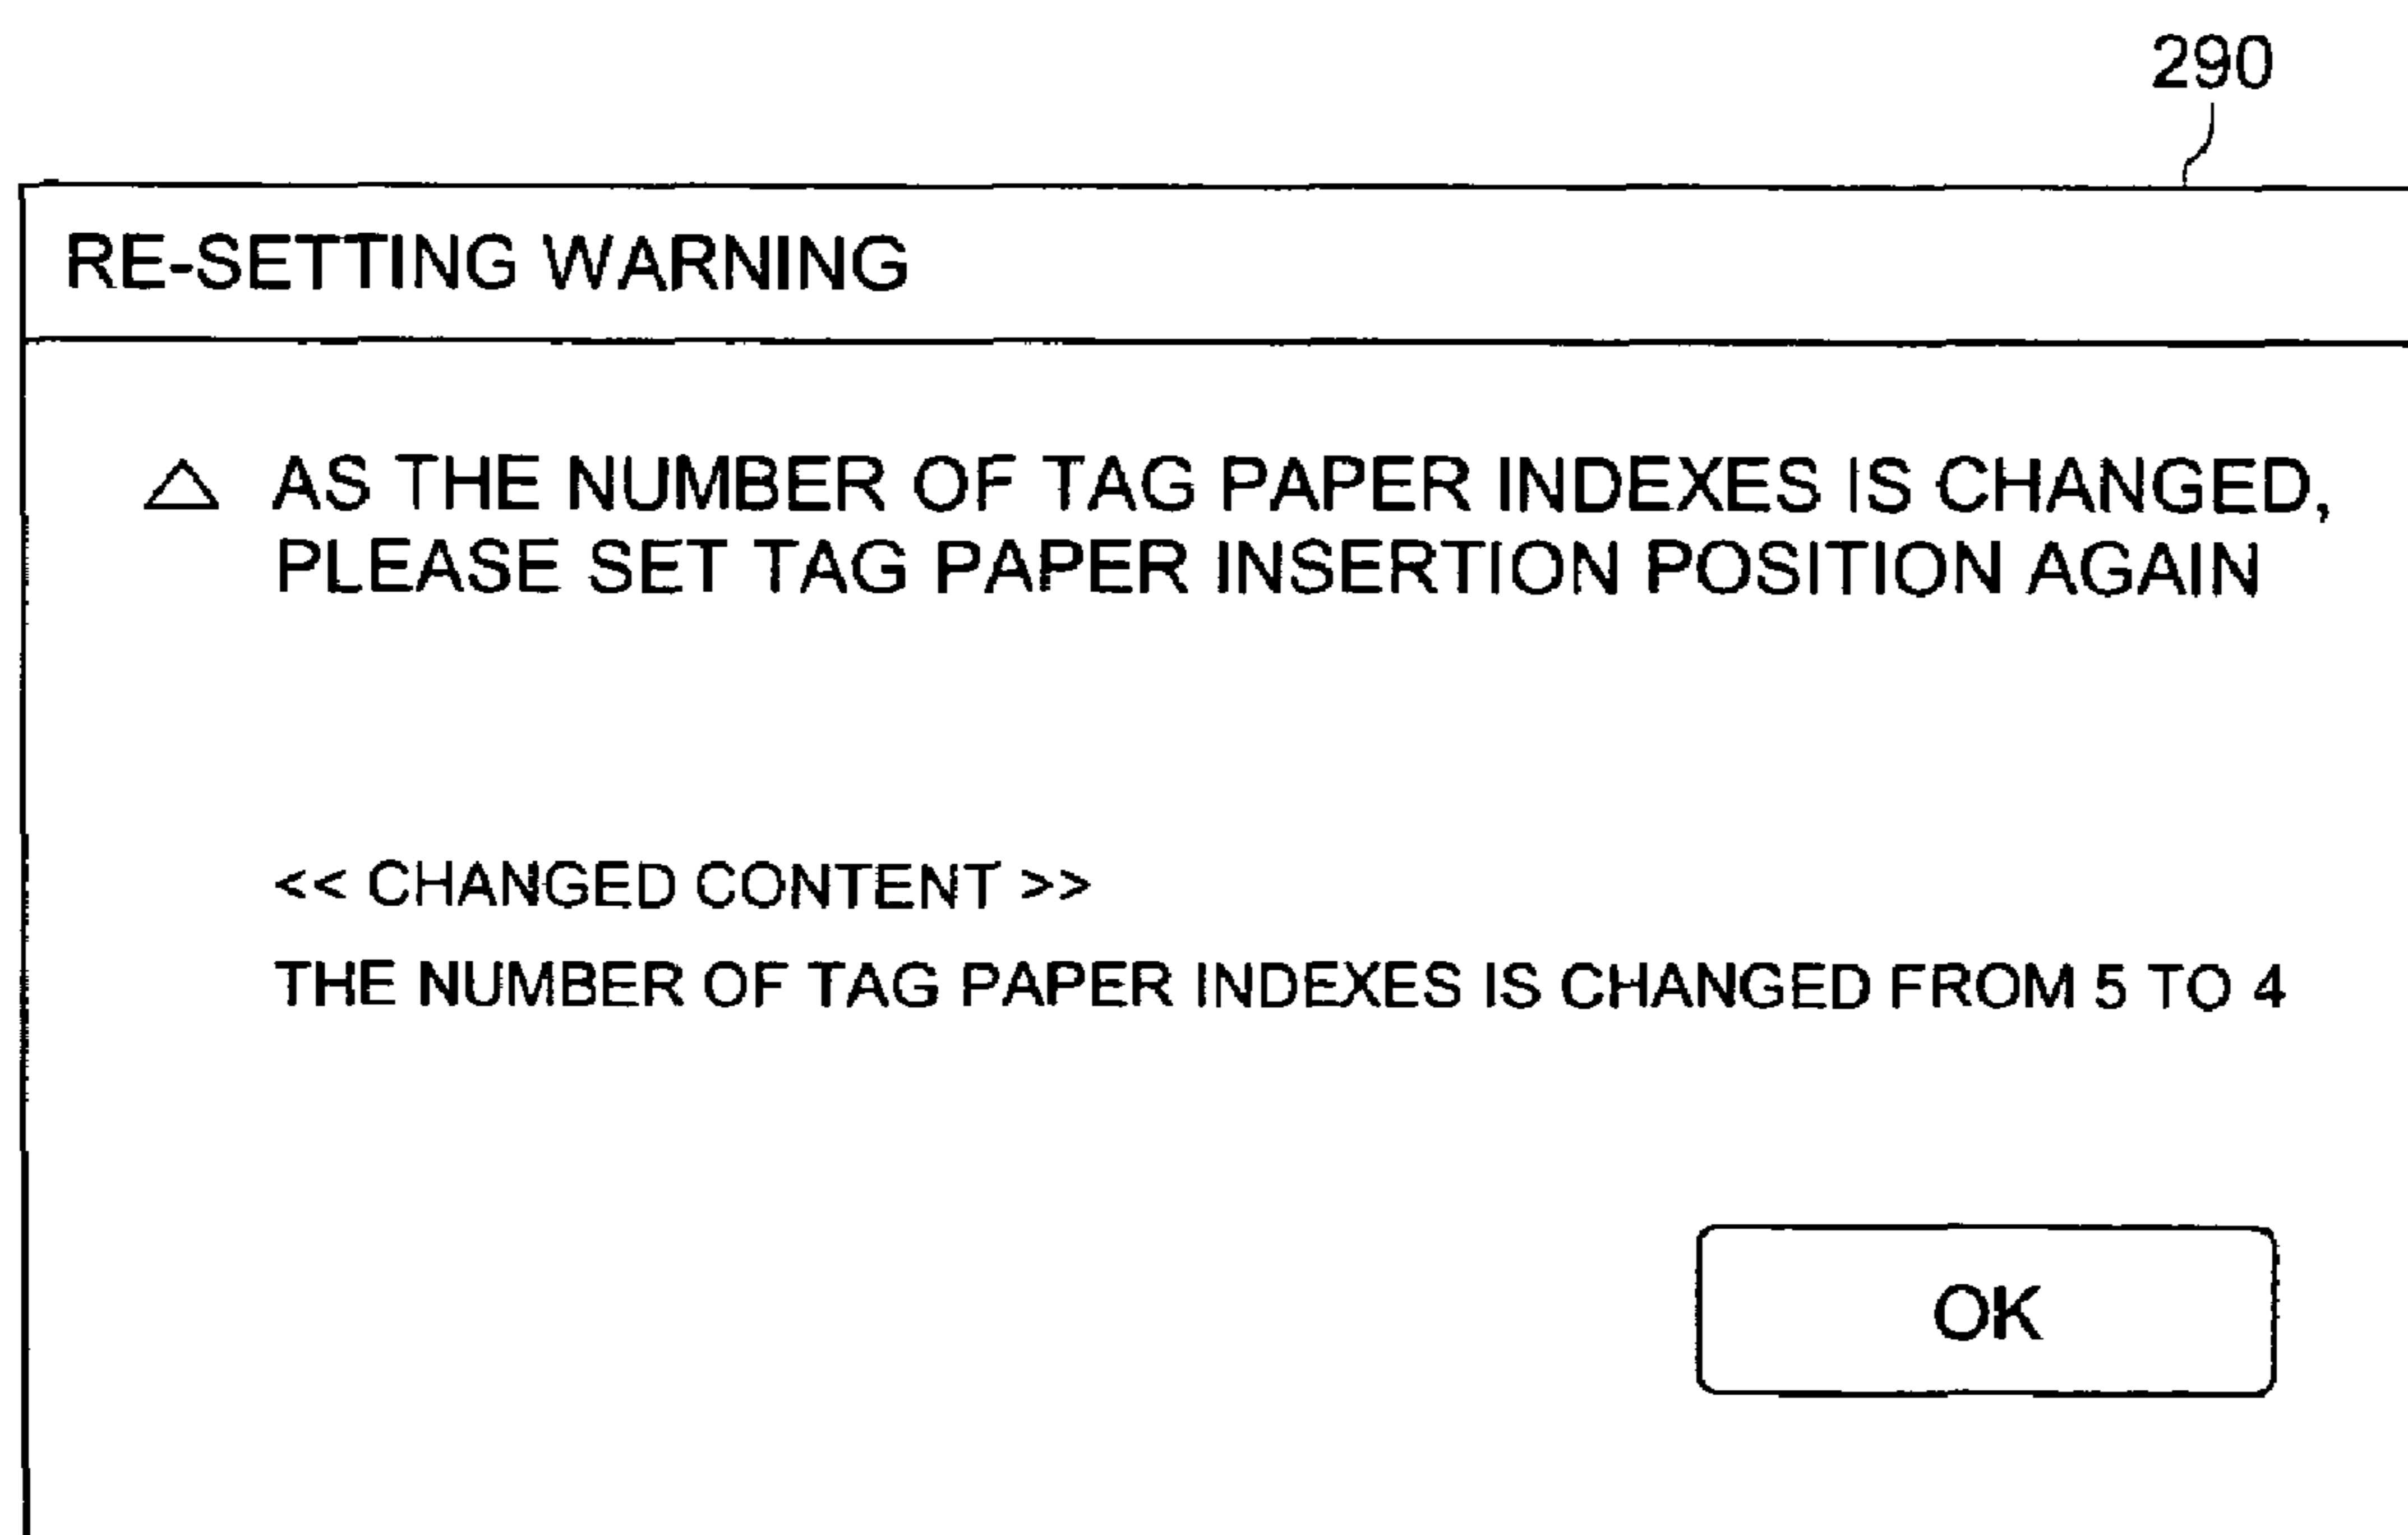 290
RE-SETTING WARNING
AS THE NUMBER OF TAG PAPER INDEXES IS CHANGED,
PLEASE SET TAG PAPER INSERTION POSITION AGAIN
<< CHANGED CONTENT >>
THE NUMBER OF TAG PAPER INDEXES IS CHANGED FROM 5 TO 4
OK